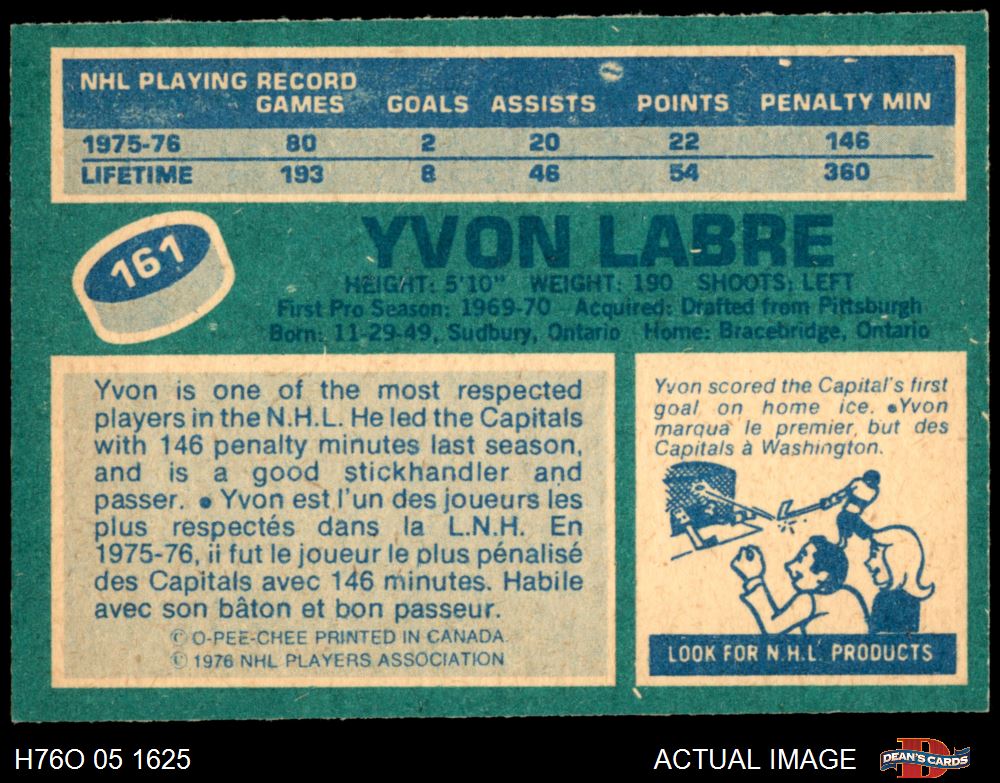 NHL PLAYING RECORD
GAMES GOALS ASSISTS POINTS PENALTY MIN
1975-76 80 2 20 22 146
LIFETIME 193 8 46 54 360
161
YVON LABRE
HEIGHT: 5'10" WEIGHT: 190 SHOOTS: LEFT
First Pro Season: 1969-70 Acquired: Drafted from Pittsburgh
Born: 11-29-49, Sudbury, Ontario Home: Bracebridge, Ontario
Yvon is one of the most respected
players in the N.H.L. He led the Capitals
with 146 penalty minutes last season,
and is a good stickhandler and
passer. ● Yvon est l'un des joueurs les
plus respectés dans la L.N.H. En
1975-76, il fut le joueur le plus pénalisé
des Capitals avec 146 minutes. Habile
avec son bâton et bon passeur.
© O-PEE-CHEE PRINTED IN CANADA
© 1976 NHL PLAYERS ASSOCIATION
Yvon scored the Capital's first
goal on home ice. ●Yvon
marqua le premier but des
Capitals à Washington.
LOOK FOR N.H.L. PRODUCTS
H76O 05 1625
ACTUAL IMAGE
D
DEAN'S CARDS